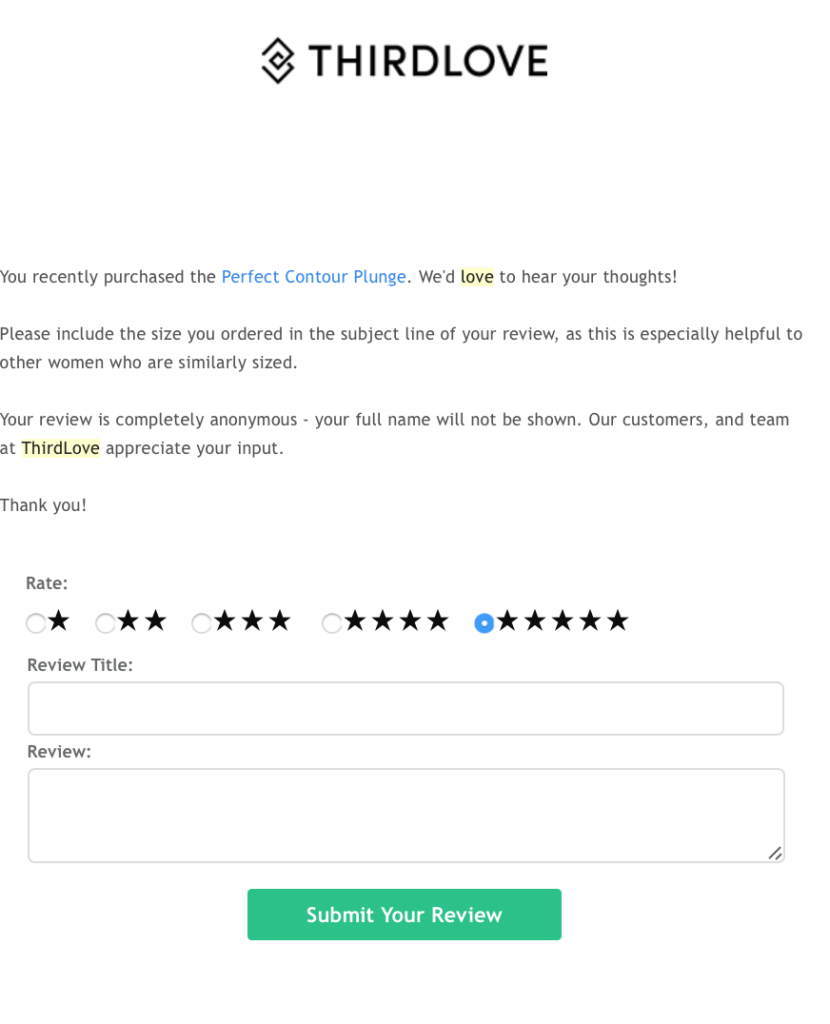 THIRDLOVE
You recently purchased the Perfect Contour Plunge. We'd love to hear your thoughts!
Please include the size you ordered in the subject line of your review, as this is especially helpful to
other women who are similarly sized.
Your review is completely anonymous - your full name will not be shown. Our customers, and team
at ThirdLove appreciate your input.
Thank you!
Rate:
★ ★★ ★★★ ★★★★ ★★★★★
Review Title:
Review:
Submit Your Review